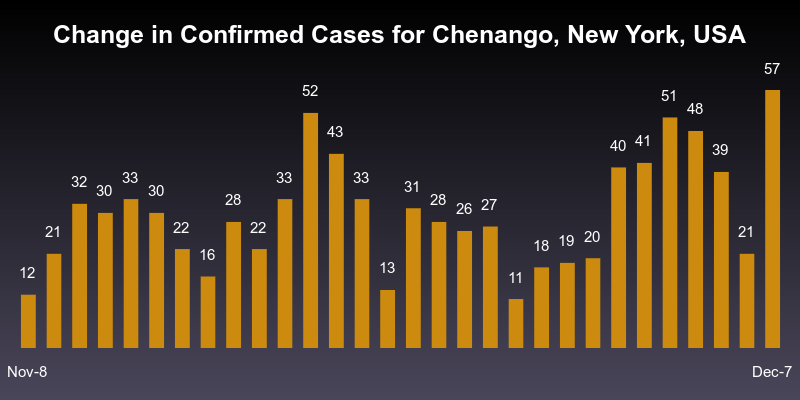 Change in Confirmed Cases for Chenango, New York, USA
12 21 32 30 33 30 22 16 28 22 33 52 43 33 13 31 28 26 27 11 18 19 20 40 41 51 48 39 21 57
Nov-8 Dec-7